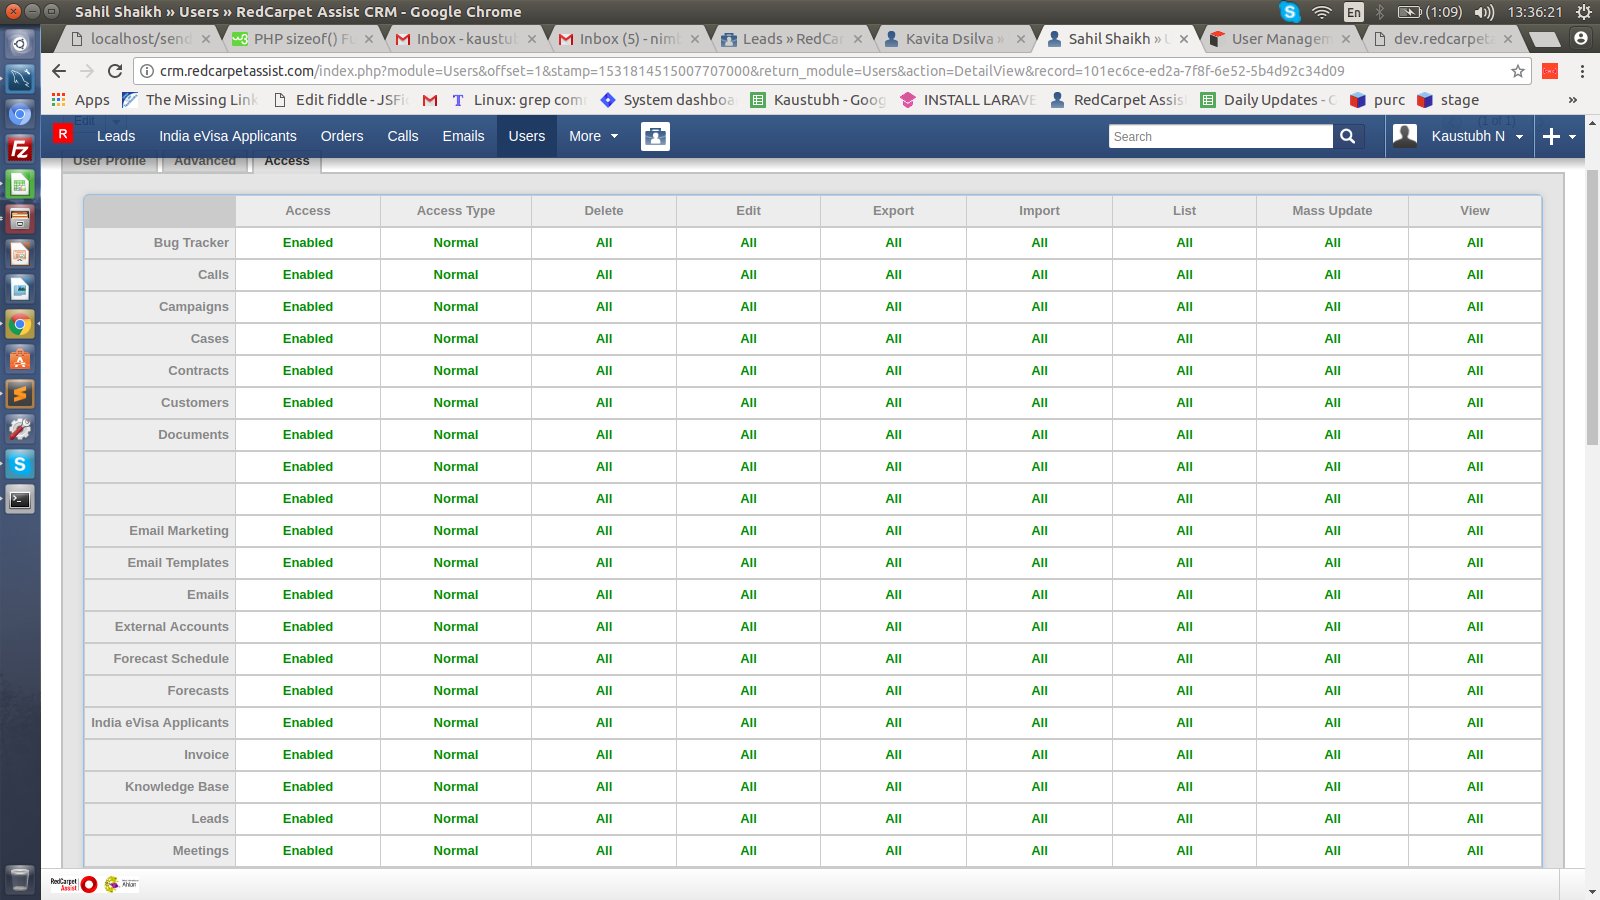 Sahil Shaikh » Users » RedCarpet Assist CRM - Google Chrome
En (1:09) 13:36:21
localhost/send PHP sizeof() Fu Inbox - kaustub Inbox (5) - nimb Leads » RedCar Kavita Dsilva » Sahil Shaikh » U User Managem dev.redcarpeta
crm.redcarpetassist.com/index.php?module=Users&offset=1&stamp=1531814515007707000&return_module=Users&action=DetailView&record=101ec6ce-ed2a-7f8f-6e52-5b4d92c34d09
Apps The Missing Link Edit fiddle - JSFi Linux: grep com System dashboa Kaustubh - Goog INSTALL LARAVE RedCarpet Assis Daily Updates - G purc stage »
Edit (1 of 1)
R Leads India eVisa Applicants Orders Calls Emails Users More Search Kaustubh N
User Profile Advanced Access
Access Access Type Delete Edit Export Import List Mass Update View
Bug Tracker Enabled Normal All All All All All All All
Calls Enabled Normal All All All All All All All
Campaigns Enabled Normal All All All All All All All
Cases Enabled Normal All All All All All All All
Contracts Enabled Normal All All All All All All All
Customers Enabled Normal All All All All All All All
Documents Enabled Normal All All All All All All All
Enabled Normal All All All All All All All
Enabled Normal All All All All All All All
Email Marketing Enabled Normal All All All All All All All
Email Templates Enabled Normal All All All All All All All
Emails Enabled Normal All All All All All All All
External Accounts Enabled Normal All All All All All All All
Forecast Schedule Enabled Normal All All All All All All All
Forecasts Enabled Normal All All All All All All All
India eVisa Applicants Enabled Normal All All All All All All All
Invoice Enabled Normal All All All All All All All
Knowledge Base Enabled Normal All All All All All All All
Leads Enabled Normal All All All All All All All
Meetings Enabled Normal All All All All All All All
RedCarpet Assist Ahlan